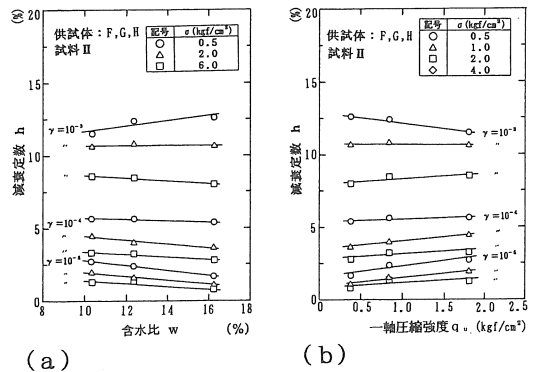 (%)
20
15
10
5
0
減衰定数 h
供試体：F,G,H
試料Ⅱ
記号 σ(kgf/cm²)
○ 0.5
△ 2.0
□ 6.0
γ=10⁻³
〃
〃
γ=10⁻⁴
〃
〃
γ=10⁻⁵
〃
〃
8 10 12 14 16 18
含水比 w (%)
(a)
(%)
20
15
10
5
0
減衰定数 h
供試体：F,G,H
試料Ⅱ
記号 σ(kgf/cm²)
○ 0.5
△ 1.0
□ 2.0
◇ 4.0
γ=10⁻³
〃
〃
γ=10⁻⁴
〃
〃
γ=10⁻⁵
〃
〃
0.0 0.5 1.0 1.5 2.0 2.5
一軸圧縮強度 qᵤ (kgf/cm²)
(b)